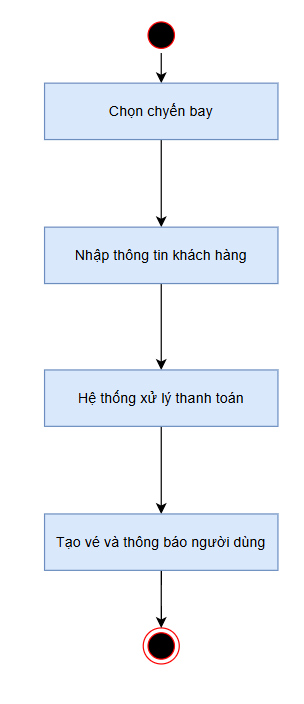 Chọn chyến bay
Nhập thông tin khách hàng
Hệ thống xử lý thanh toán
Tạo vé và thông báo người dùng